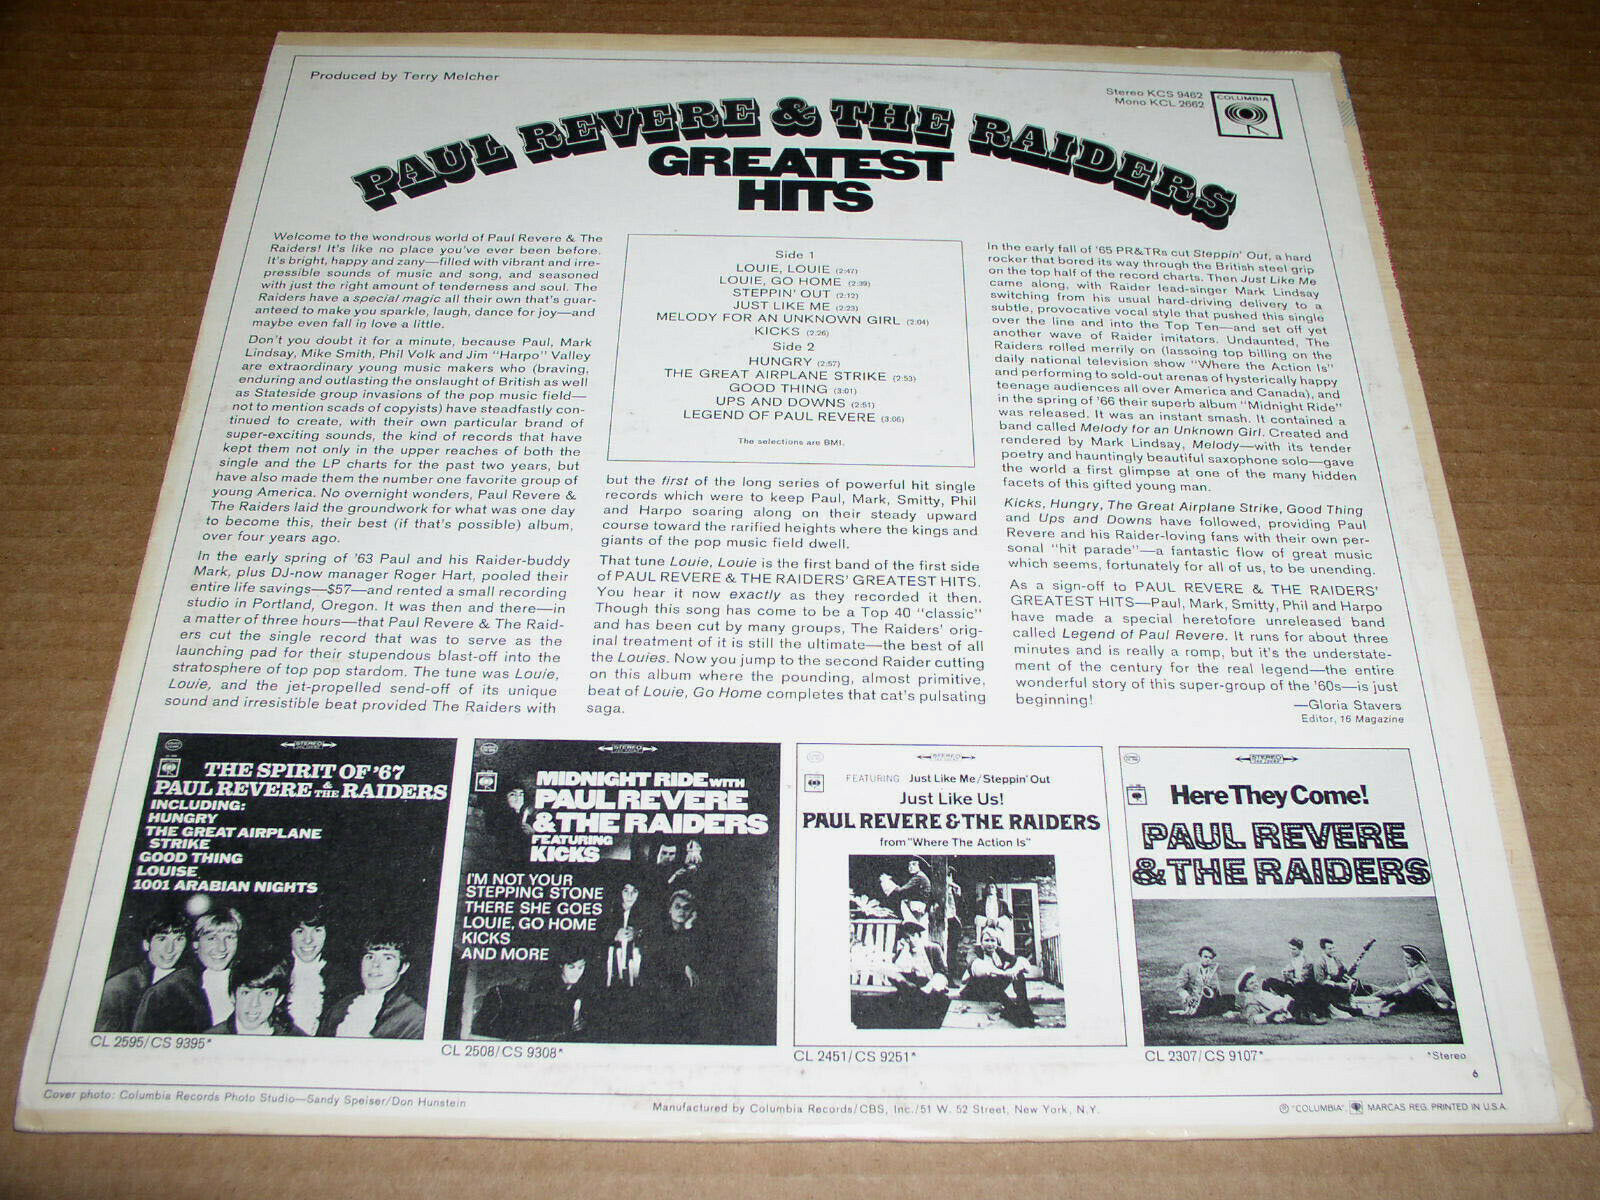 Produced by Terry Melcher
Stereo KCS 9462
Mono KCL 2662
COLUMBIA
PAUL REVERE & THE RAIDERS
GREATEST
HITS
Welcome to the wondrous world of Paul Revere & The
Raiders! It's like no place you've ever been before.
It's bright, happy and zany—filled with vibrant and irre-
pressible sounds of music and song, and seasoned
with just the right amount of tenderness and soul. The
Raiders have a special magic all their own that's guar-
anteed to make you sparkle, laugh, dance for joy—and
maybe even fall in love a little.
Don't you doubt it for a minute, because Paul, Mark
Lindsay, Mike Smith, Phil Volk and Jim "Harpo" Valley
are extraordinary young music makers who (braving,
enduring and outlasting the onslaught of British as well
as Stateside group invasions of the pop music field—
not to mention scads of copyists) have steadfastly con-
tinued to create, with their own particular brand of
super-exciting sounds, the kind of records that have
kept them not only in the upper reaches of both the
single and the LP charts for the past two years, but
have also made them the number one favorite group of
young America. No overnight wonders, Paul Revere &
The Raiders laid the groundwork for what was one day
to become this, their best (if that's possible) album,
over four years ago.
In the early spring of '63 Paul and his Raider-buddy
Mark, plus DJ-now manager Roger Hart, pooled their
entire life savings—$57—and rented a small recording
studio in Portland, Oregon. It was then and there—in
a matter of three hours—that Paul Revere & The Raid-
ers cut the single record that was to serve as the
launching pad for their stupendous blast-off into the
stratosphere of top pop stardom. The tune was Louie,
Louie, and the jet-propelled send-off of its unique
sound and irresistible beat provided The Raiders with
Side 1
LOUIE, LOUIE (2:47)
LOUIE, GO HOME (2:39)
STEPPIN' OUT (2:12)
JUST LIKE ME (2:23)
MELODY FOR AN UNKNOWN GIRL (2:04)
KICKS (2:26)
Side 2
HUNGRY (2:57)
THE GREAT AIRPLANE STRIKE (2:53)
GOOD THING (3:01)
UPS AND DOWNS (2:51)
LEGEND OF PAUL REVERE (3:06)
The selections are BMI.
but the first of the long series of powerful hit single
records which were to keep Paul, Mark, Smitty, Phil
and Harpo soaring along on their steady upward
course toward the rarified heights where the kings and
giants of the pop music field dwell.
That tune Louie, Louie is the first band of the first side
of PAUL REVERE & THE RAIDERS' GREATEST HITS.
You hear it now exactly as they recorded it then.
Though this song has come to be a Top 40 "classic"
and has been cut by many groups, The Raiders' orig-
inal treatment of it is still the ultimate—the best of all
the Louies. Now you jump to the second Raider cutting
on this album where the pounding, almost primitive,
beat of Louie, Go Home completes that cat's pulsating
saga.
In the early fall of '65 PR&TRs cut Steppin' Out, a hard
rocker that bored its way through the British steel grip
on the top half of the record charts. Then Just Like Me
came along, with Raider lead-singer Mark Lindsay
switching from his usual hard-driving delivery to a
subtle, provocative vocal style that pushed this single
over the line and into the Top Ten—and set off yet
another wave of Raider imitators. Undaunted, The
Raiders rolled merrily on (lassoing top billing on the
daily national television show "Where the Action Is"
and performing to sold-out arenas of hysterically happy
teenage audiences all over America and Canada), and
in the spring of '66 their superb album "Midnight Ride"
was released. It was an instant smash. It contained a
band called Melody for an Unknown Girl. Created and
rendered by Mark Lindsay, Melody—with its tender
poetry and hauntingly beautiful saxophone solo—gave
the world a first glimpse at one of the many hidden
facets of this gifted young man.
Kicks, Hungry, The Great Airplane Strike, Good Thing
and Ups and Downs have followed, providing Paul
Revere and his Raider-loving fans with their own per-
sonal "hit parade"—a fantastic flow of great music
which seems, fortunately for all of us, to be unending.
As a sign-off to PAUL REVERE & THE RAIDERS'
GREATEST HITS—Paul, Mark, Smitty, Phil and Harpo
have made a special heretofore unreleased band
called Legend of Paul Revere. It runs for about three
minutes and is really a romp, but it's the understate-
ment of the century for the real legend—the entire
wonderful story of this super-group of the '60s—is just
beginning!
—Gloria Stavers
Editor, 16 Magazine
STEREO
THE SPIRIT OF '67
PAUL REVERE & THE RAIDERS
INCLUDING:
HUNGRY
THE GREAT AIRPLANE
STRIKE
GOOD THING
LOUISE
1001 ARABIAN NIGHTS
CL 2595/CS 9395*
STEREO
MIDNIGHT RIDE WITH
PAUL REVERE
& THE RAIDERS
FEATURING
KICKS
I'M NOT YOUR
STEPPING STONE
THERE SHE GOES
LOUIE, GO HOME
KICKS
AND MORE
CL 2508/CS 9308*
STEREO
FEATURING Just Like Me/Steppin' Out
Just Like Us!
PAUL REVERE & THE RAIDERS
from "Where The Action Is"
CL 2451/CS 9251*
STEREO
Here They Come!
PAUL REVERE
& THE RAIDERS
CL 2307/CS 9107*
*Stereo
6
Cover photo: Columbia Records Photo Studio—Sandy Speiser/Don Hunstein
Manufactured by Columbia Records/CBS, Inc./51 W. 52 Street, New York, N.Y.
® "COLUMBIA" MARCAS REG. PRINTED IN U.S.A.